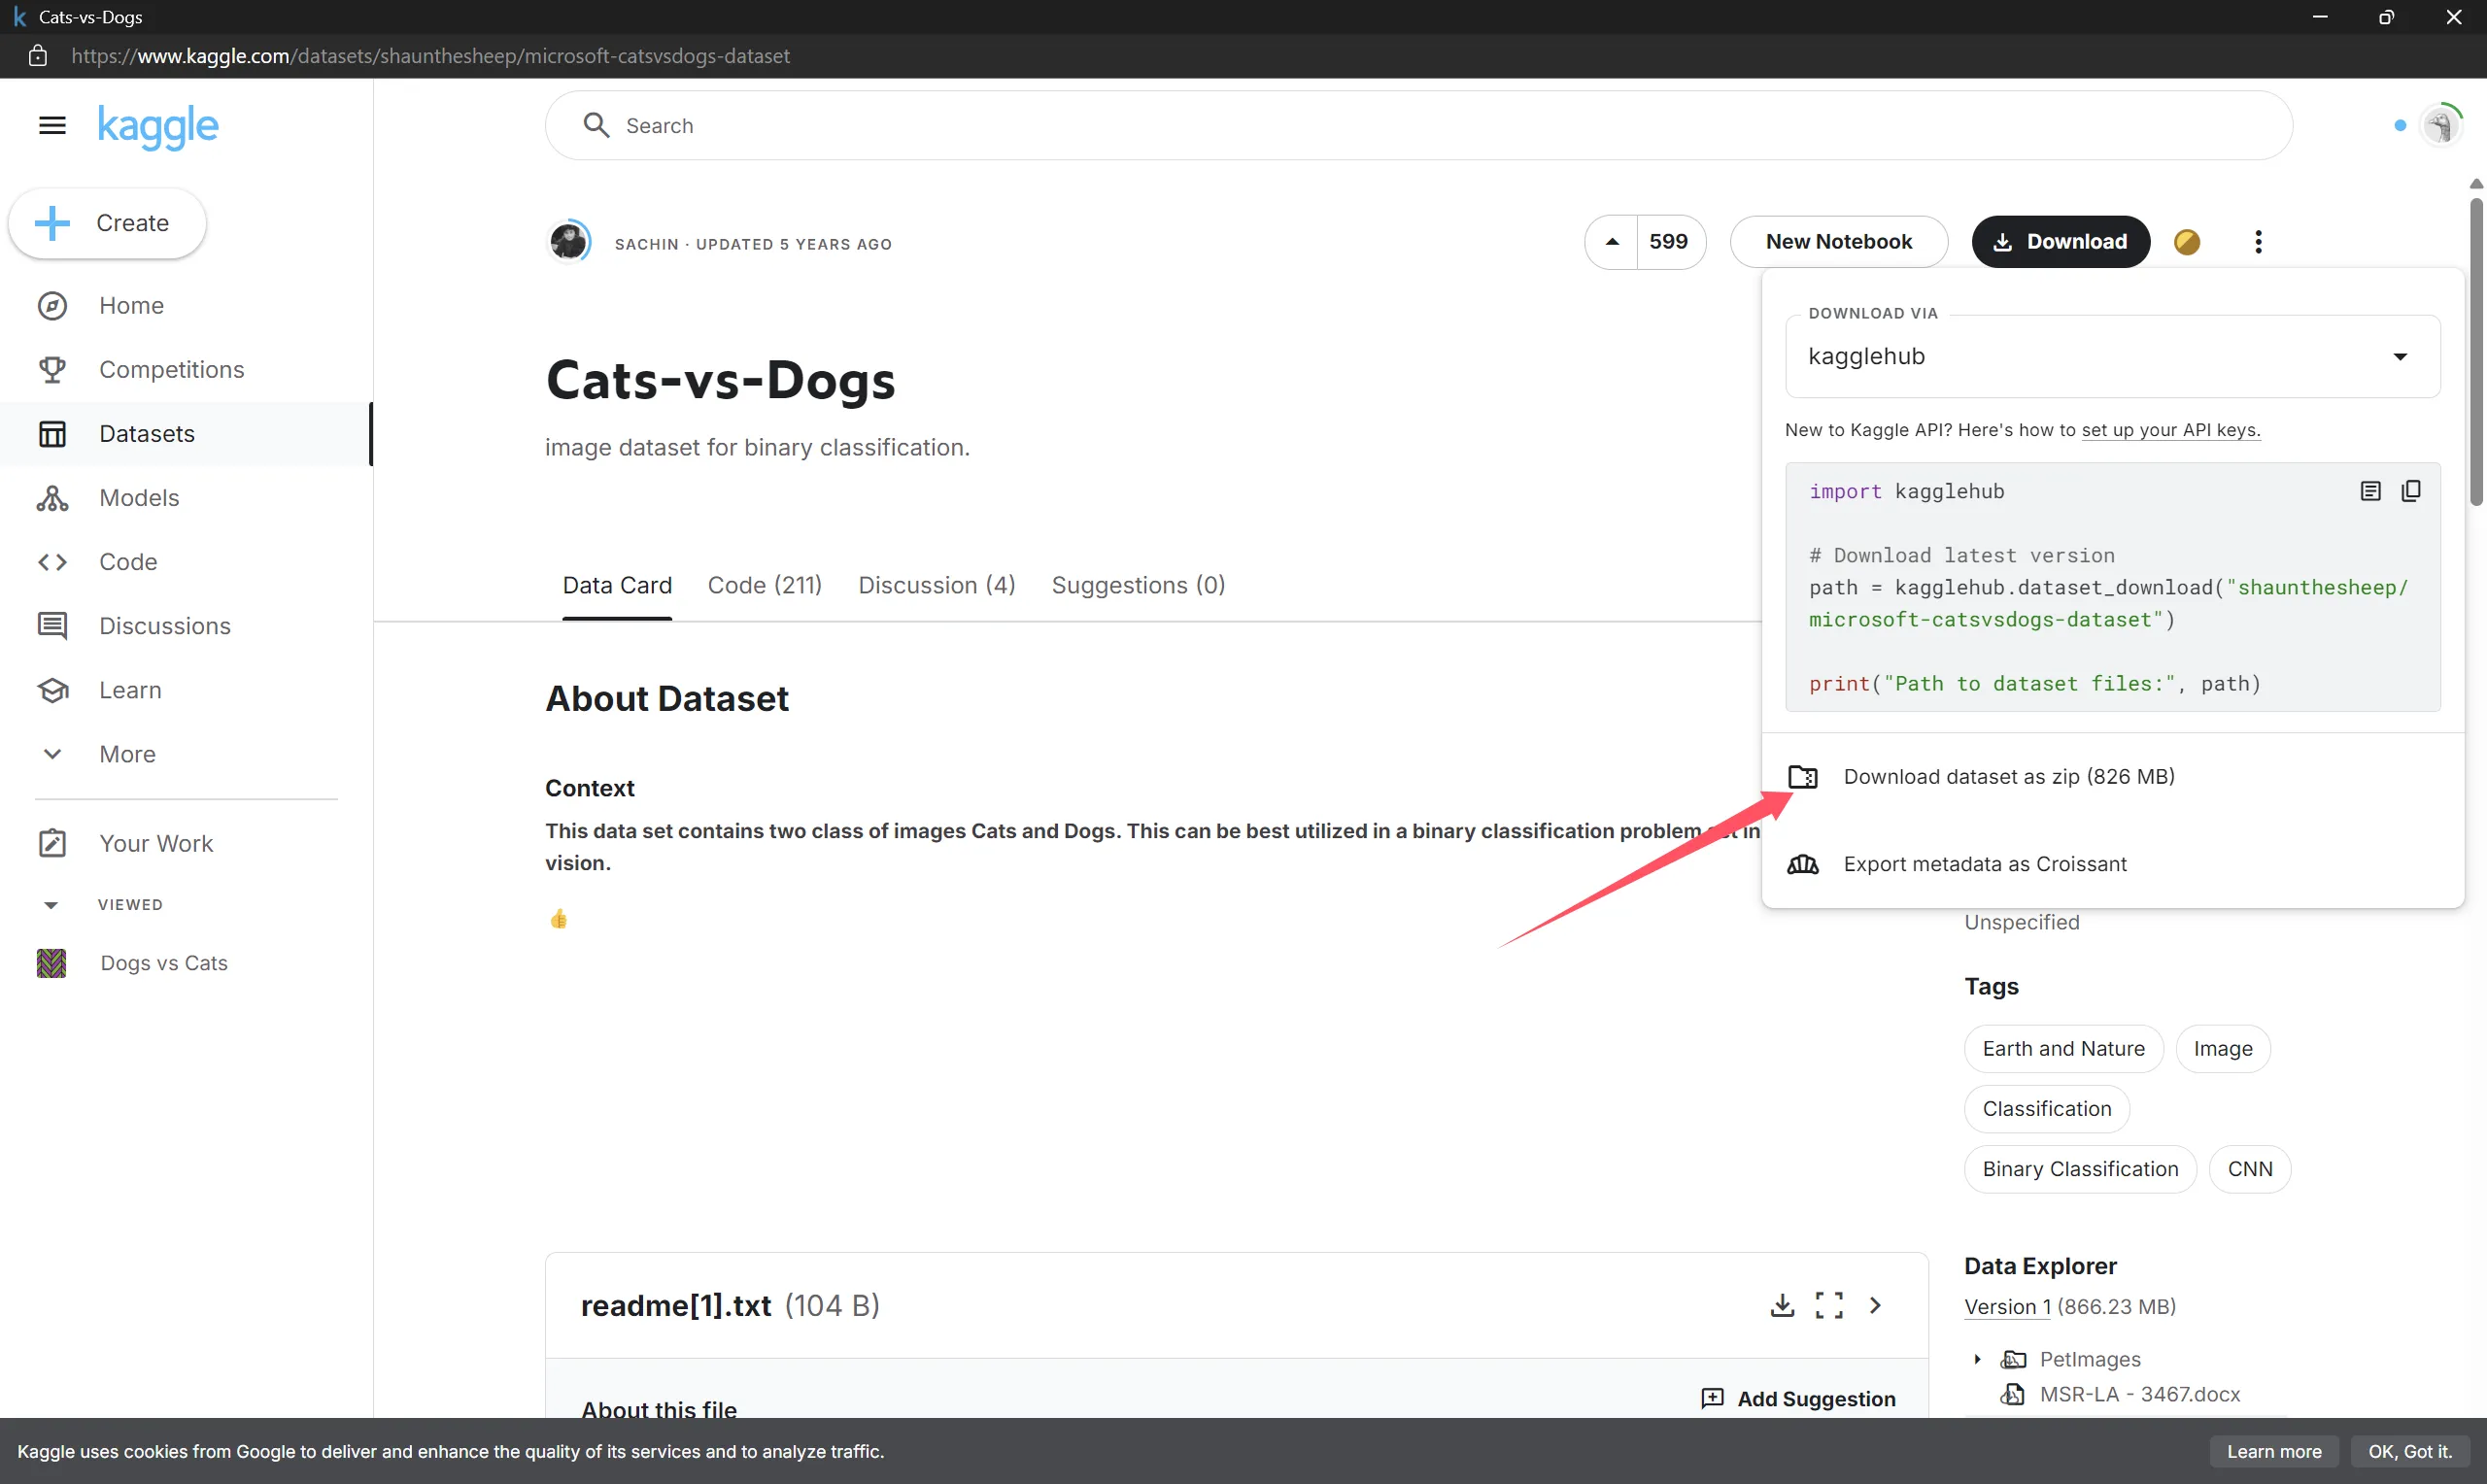 Cats-vs-Dogs
https://www.kaggle.com/datasets/shaunthesheep/microsoft-catsvsdogs-dataset
kaggle
Search
Create
Home
Competitions
Datasets
Models
Code
Discussions
Learn
More
Your Work
VIEWED
Dogs vs Cats
SACHIN · UPDATED 5 YEARS AGO
599
New Notebook
Download
Cats-vs-Dogs
image dataset for binary classification.
Data Card
Code (211)
Discussion (4)
Suggestions (0)
About Dataset
Context
This data set contains two class of images Cats and Dogs. This can be best utilized in a binary classification problem in
vision.
DOWNLOAD VIA
kagglehub
New to Kaggle API? Here's how to set up your API keys.
import kagglehub
# Download latest version
path = kagglehub.dataset_download("shaunthesheep/
microsoft-catsvsdogs-dataset")
print("Path to dataset files:", path)
Download dataset as zip (826 MB)
Export metadata as Croissant
Unspecified
Tags
Earth and Nature
Image
Classification
Binary Classification
CNN
readme[1].txt (104 B)
About this file
Add Suggestion
Data Explorer
Version 1 (866.23 MB)
PetImages
MSR-LA - 3467.docx
Kaggle uses cookies from Google to deliver and enhance the quality of its services and to analyze traffic.
Learn more
OK, Got it.